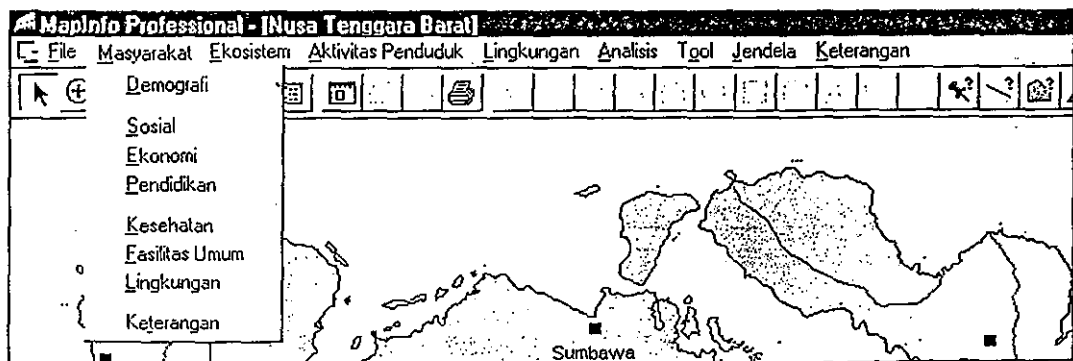 MapInfo Professional - [Nusa Tenggara Barat]
File Masyarakat Ekosistem Aktivitas Penduduk Lingkungan Analisis Tool Jendela Keterangan
Demografi
Sosial
Ekonomi
Pendidikan
Kesehatan
Fasilitas Umum
Lingkungan
Keterangan
Sumbawa